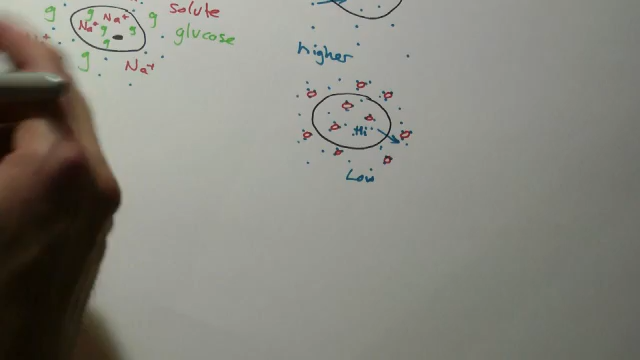 solute
g g Na+ g
Na+ g g glucose
g
g Na+
higher
Hi
Low